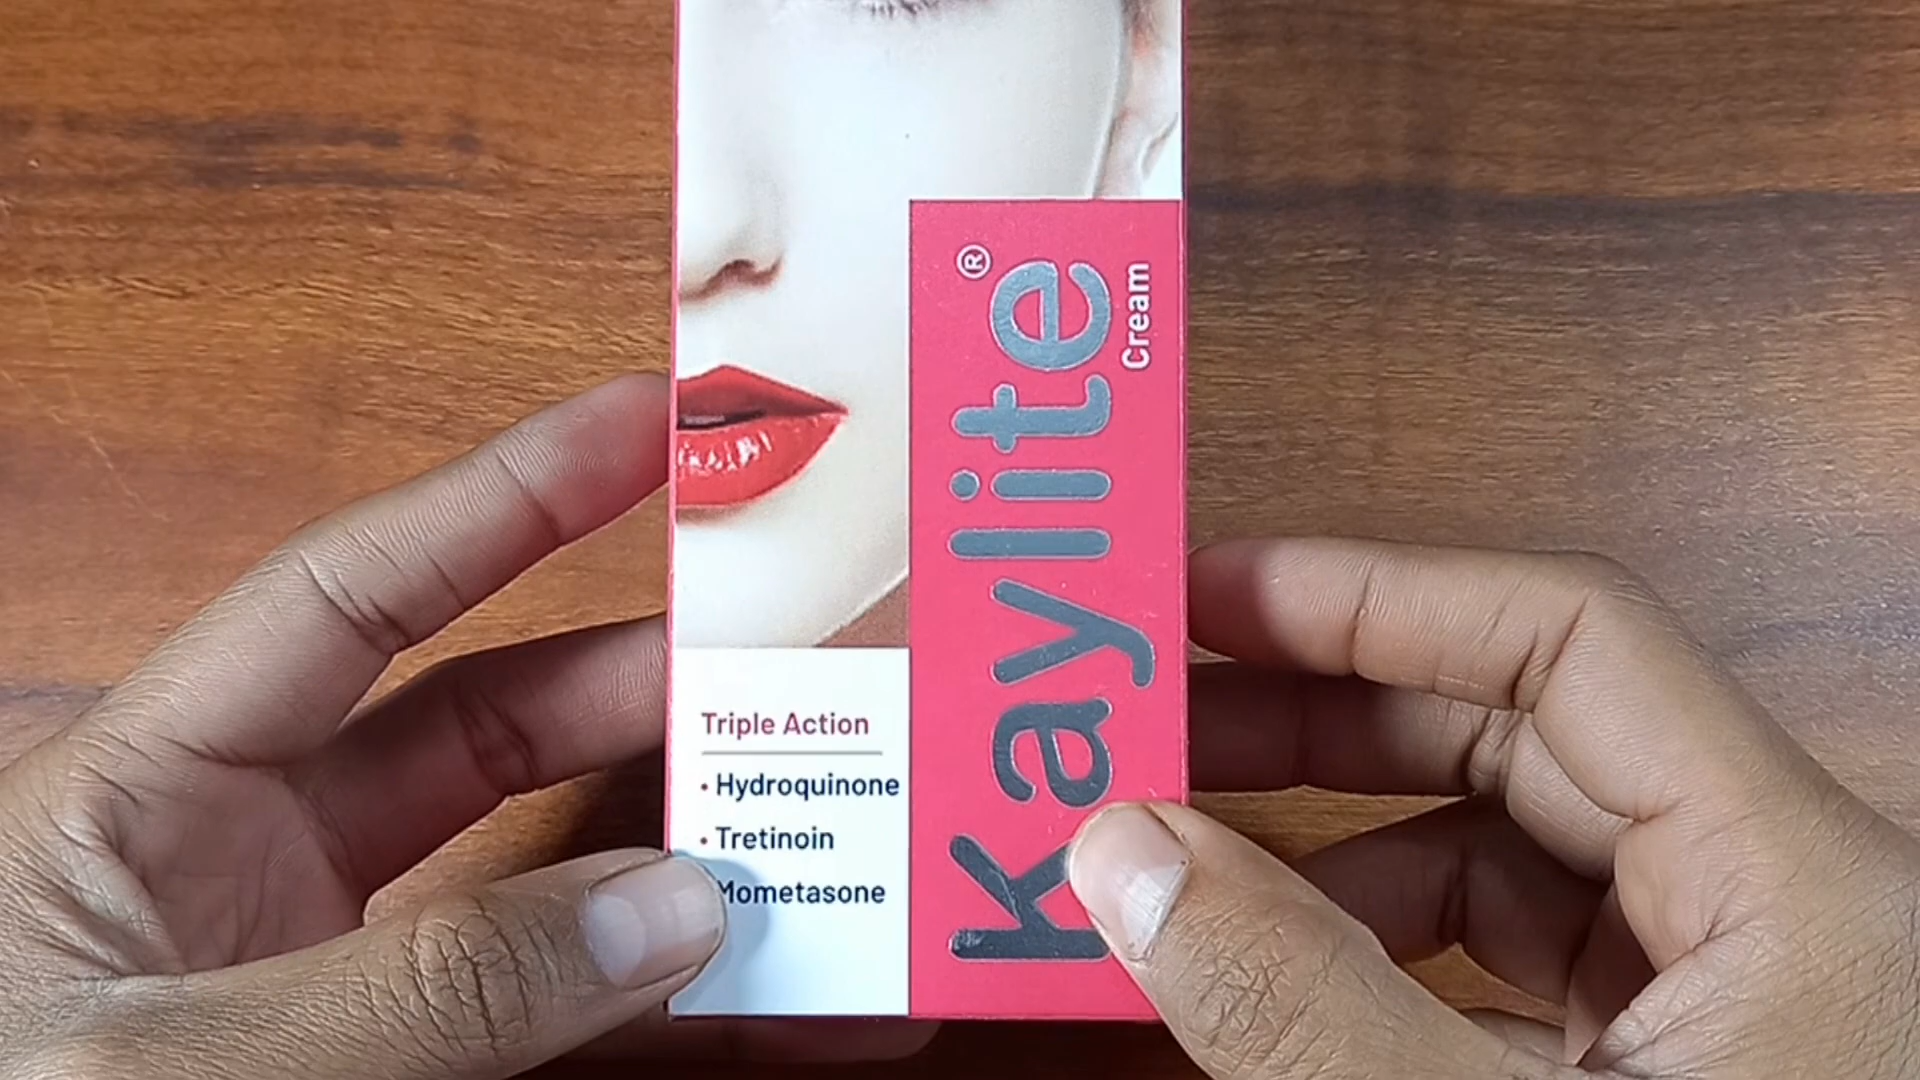 Kaylite®
Cream
Triple Action
• Hydroquinone
• Tretinoin
Mometasone